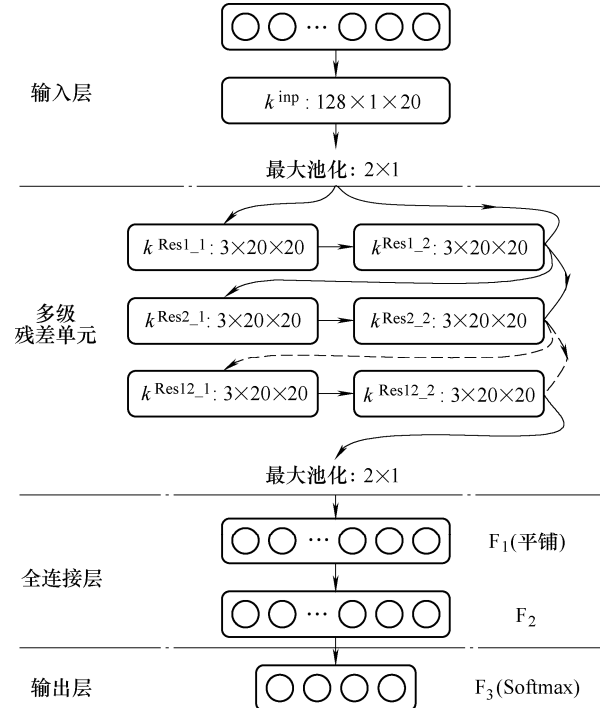 …
输入层
k inp : 128×1×20
最大池化: 2×1
k Res1_1 : 3×20×20
k Res1_2 : 3×20×20
多级
残差单元
k Res2_1 : 3×20×20
k Res2_2 : 3×20×20
k Res12_1 : 3×20×20
k Res12_2 : 3×20×20
最大池化: 2×1
…
F1(平铺)
全连接层
…
F2
输出层
F3(Softmax)